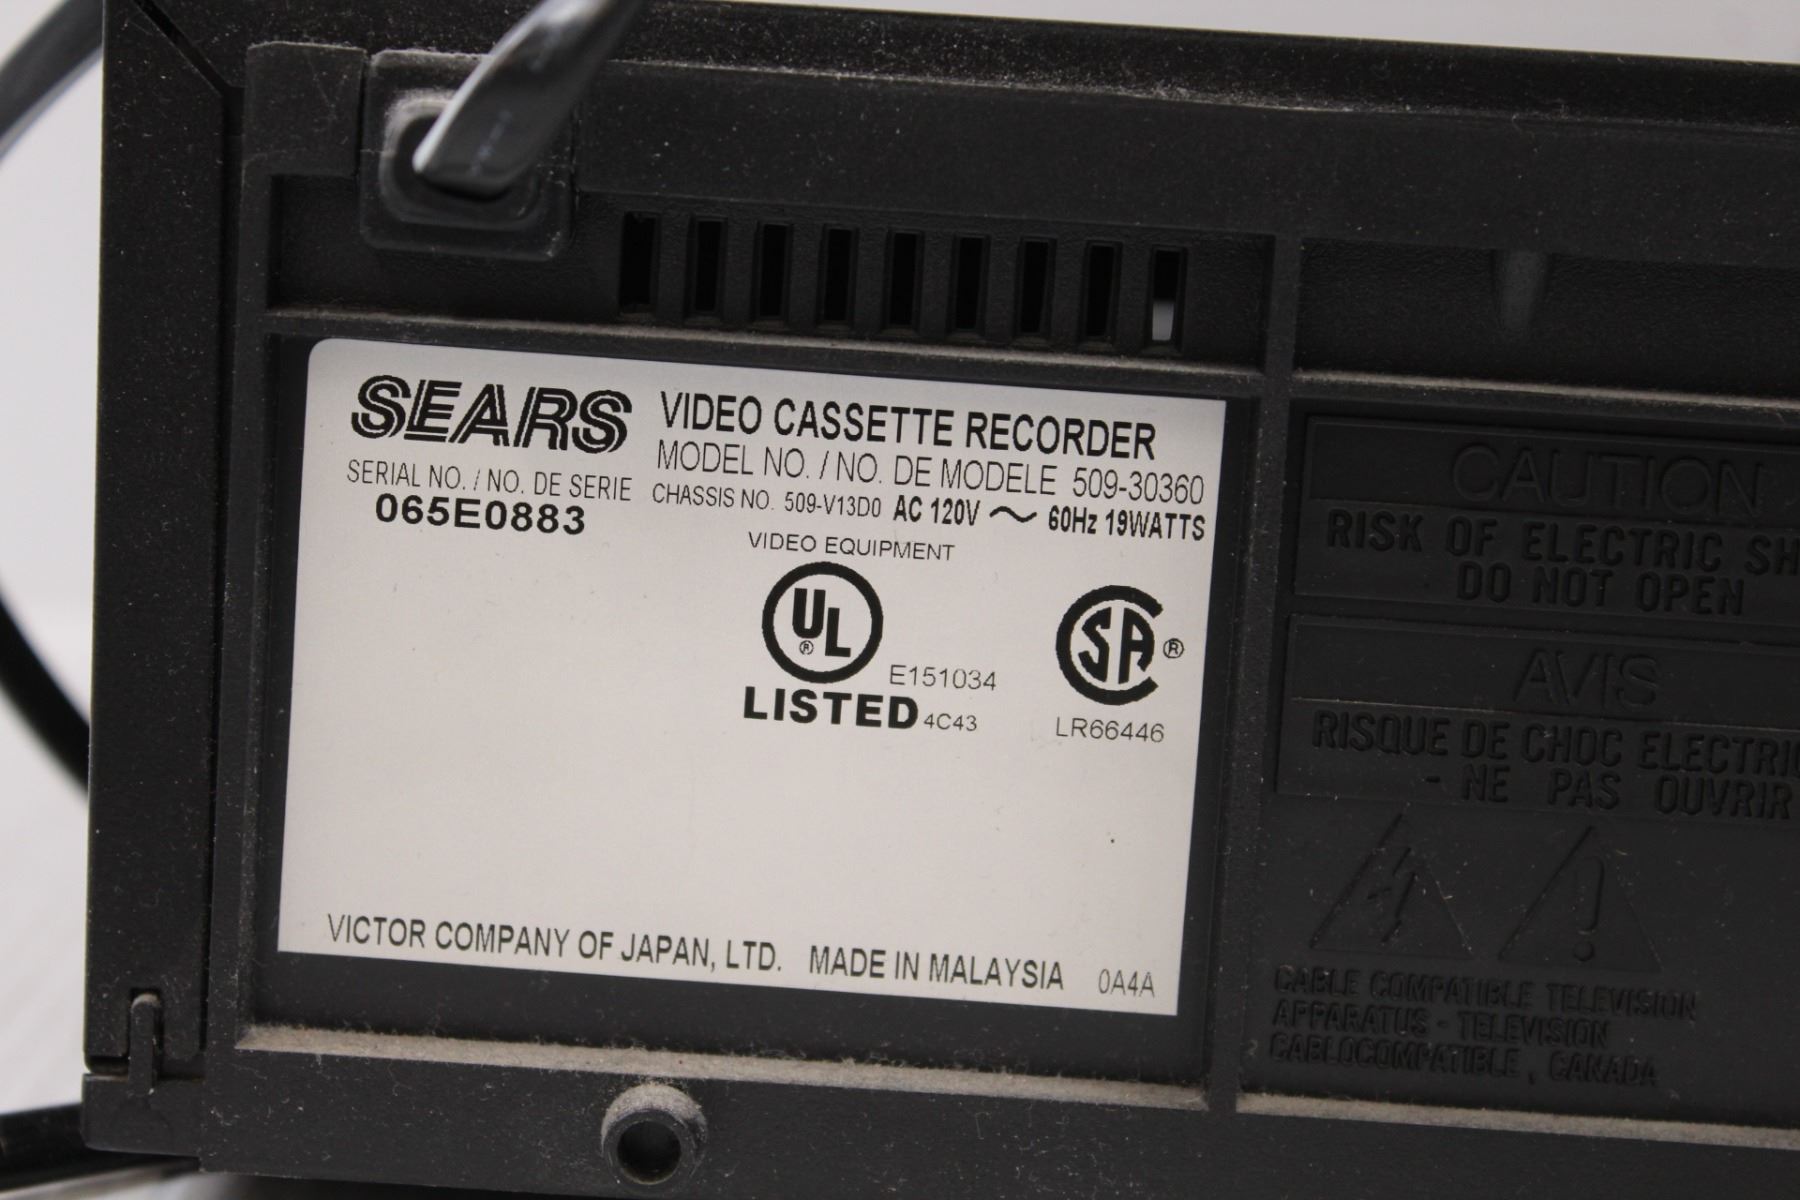 SEARS
VIDEO CASSETTE RECORDER
MODEL NO. / NO. DE MODELE 509-30360
SERIAL NO. / NO. DE SERIE
065E0883
CHASSIS NO. 509-V13D0 AC 120V ～ 60Hz 19WATTS
VIDEO EQUIPMENT
UL ®
E151034
LISTED 4C43
SA ®
LR66446
VICTOR COMPANY OF JAPAN, LTD. MADE IN MALAYSIA 0A4A
CAUTION
RISK OF ELECTRIC SH
DO NOT OPEN
AVIS
RISQUE DE CHOC ELECTRI
- NE PAS OUVRIR
CABLE COMPATIBLE TELEVISION
APPARATUS - TELEVISION
CABLOCOMPATIBLE, CANADA